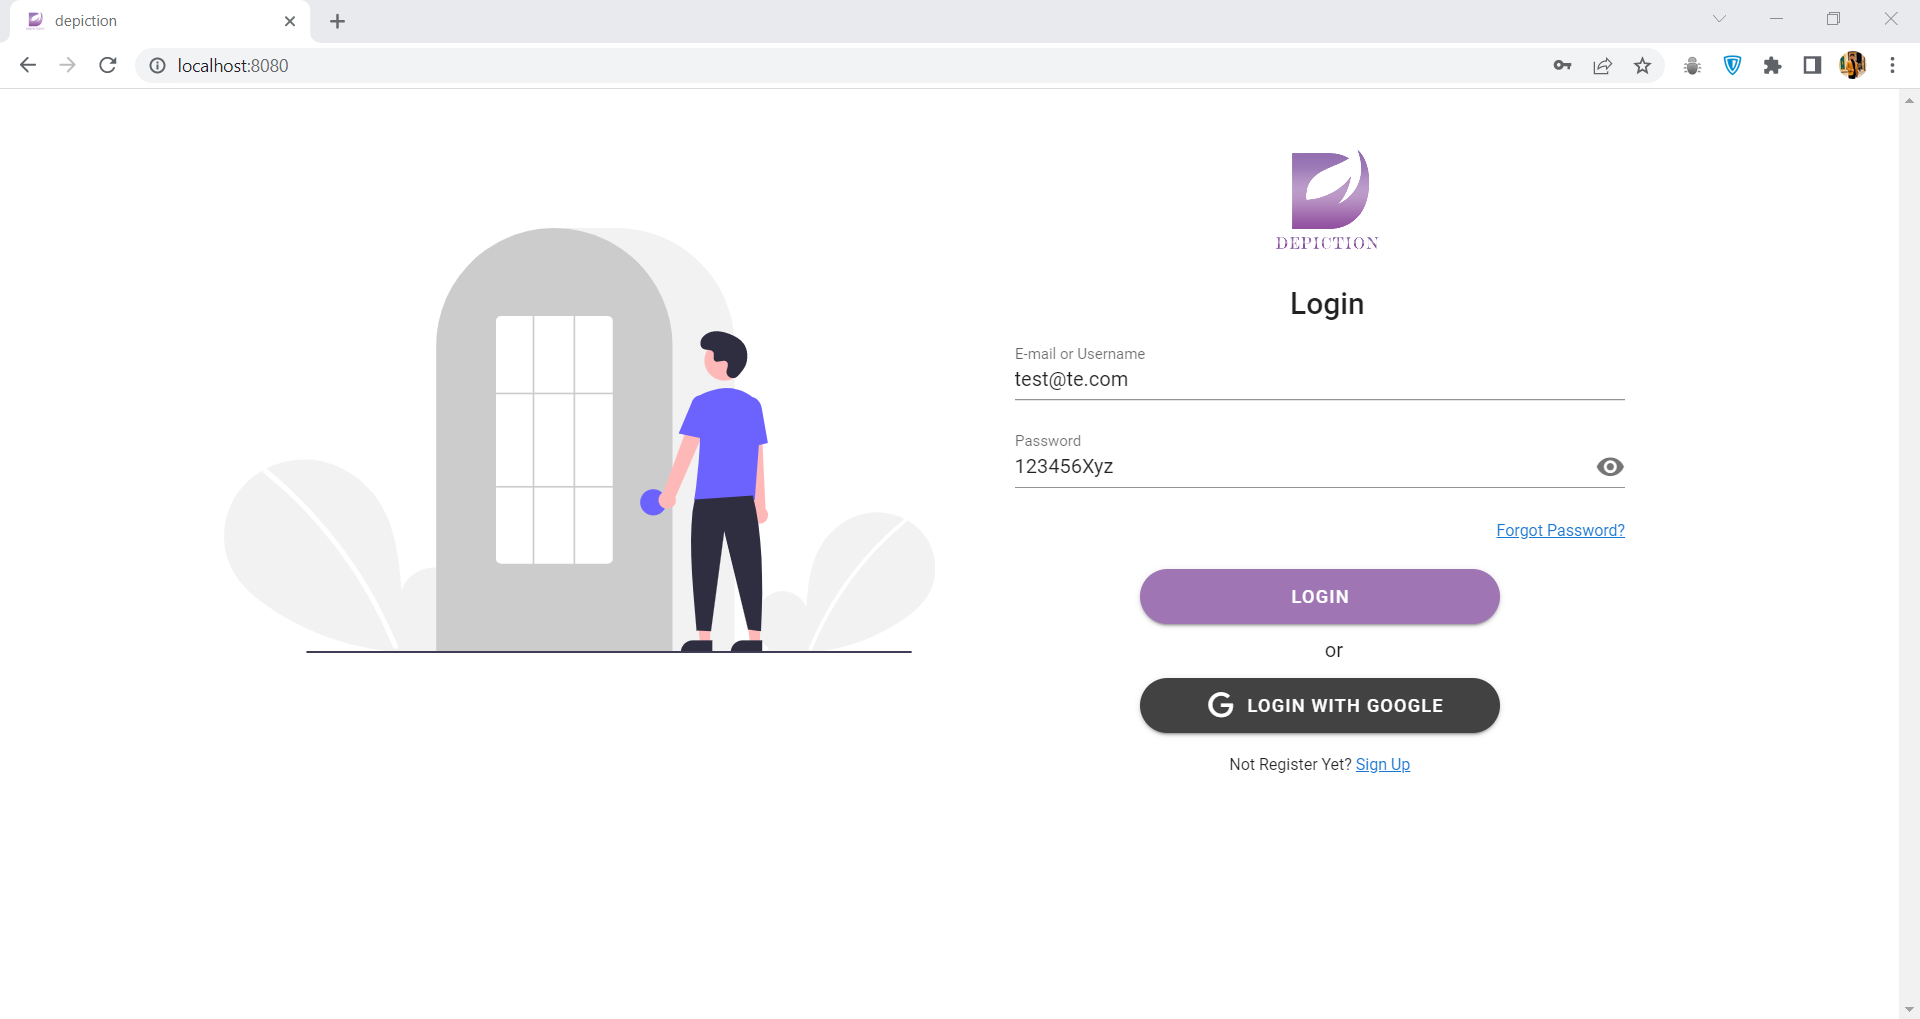 depiction
localhost:8080
DEPICTION
Login
E-mail or Username
test@te.com
Password
123456Xyz
Forgot Password?
LOGIN
or
LOGIN WITH GOOGLE
Not Register Yet? Sign Up